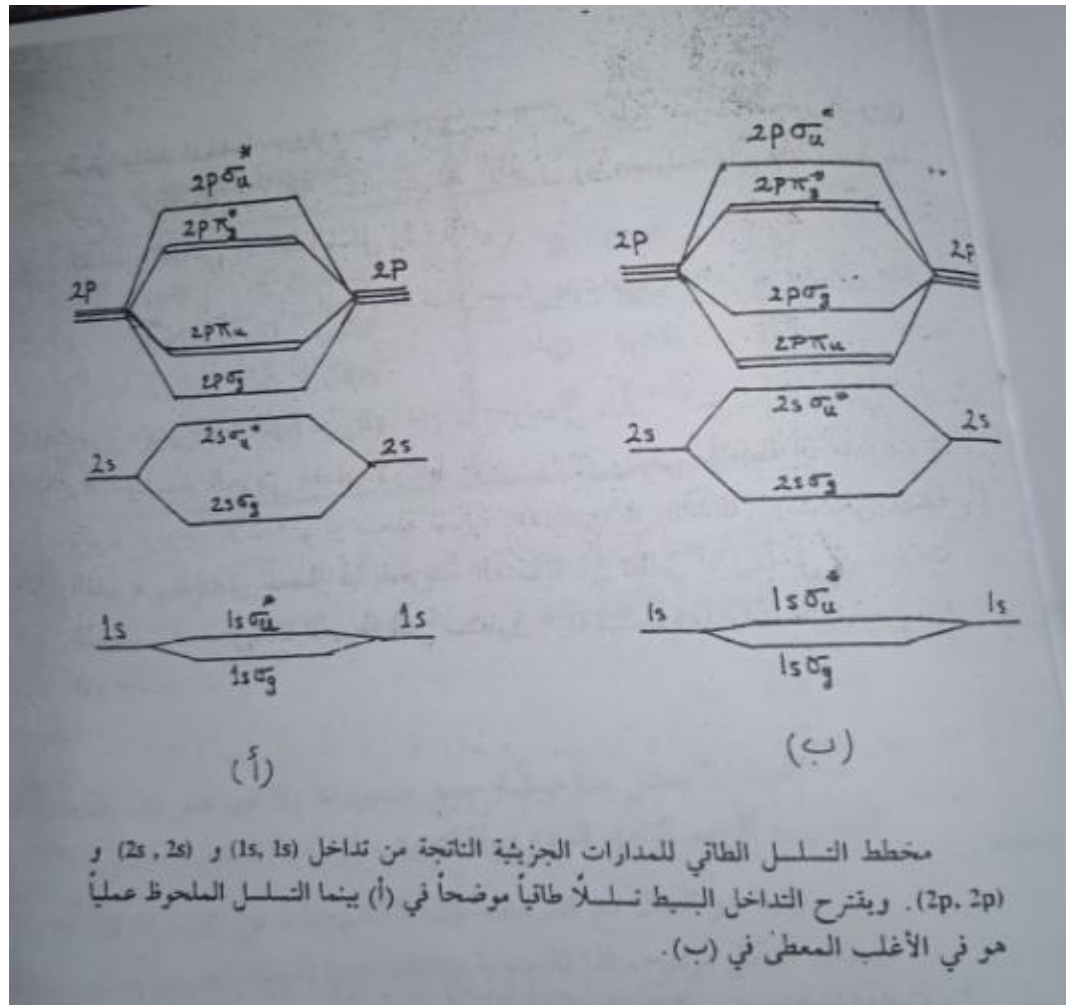 2pσu*
2pπg*
2p 2p
2pπu
2pσg
2sσu*
2s 2s
2sσg
1s 1sσu* 1s
1sσg
(أ)
2pσu*
2pπg*
2p 2p
2pσg
2pπu
2sσu*
2s 2s
2sσg
1s 1sσu* 1s
1sσg
(ب)
مخطط التسلسل الطاقي للمدارات الجزيئية الناتجة من تداخل (1s, 1s) و (2s , 2s) و
(2p, 2p). ويقترح التداخل البسيط تسلسلاً طاقياً موضحاً في (أ) بينما التسلسل الملحوظ عملياً
هو في الأغلب المعطى في (ب).